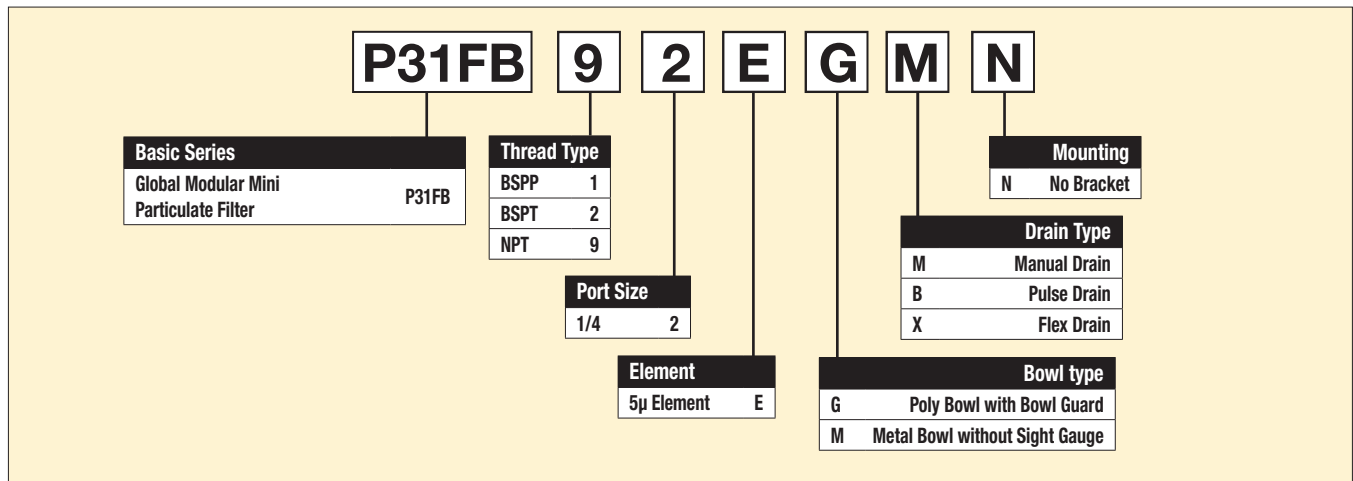 P31FB 9 2 E G M N
Basic Series
Global Modular Mini
Particulate Filter P31FB
Thread Type
BSPP 1
BSPT 2
NPT 9
Mounting
N No Bracket
Drain Type
M Manual Drain
B Pulse Drain
X Flex Drain
Port Size
1/4 2
Element
5µ Element E
Bowl type
G Poly Bowl with Bowl Guard
M Metal Bowl without Sight Gauge